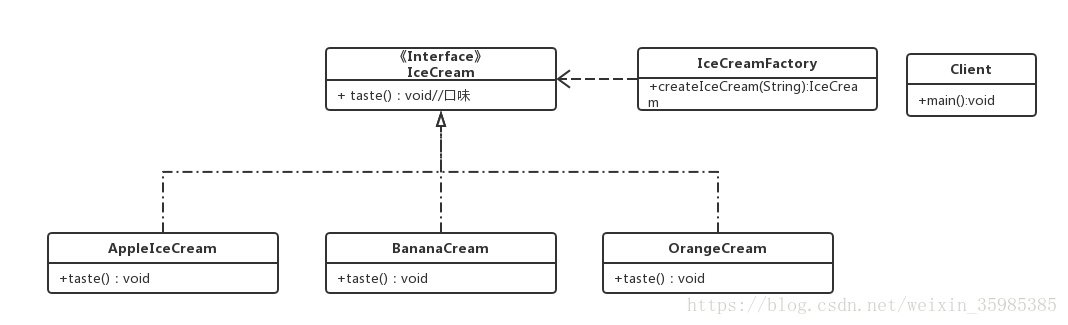 《Interface》
IceCream
+ taste() : void//口味
IceCreamFactory
+createIceCream(String):IceCrea
m
Client
+main():void
AppleIceCream
+taste() : void
BananaCream
+taste() : void
OrangeCream
+taste() : void
https://blog.csdn.net/weixin_35985385